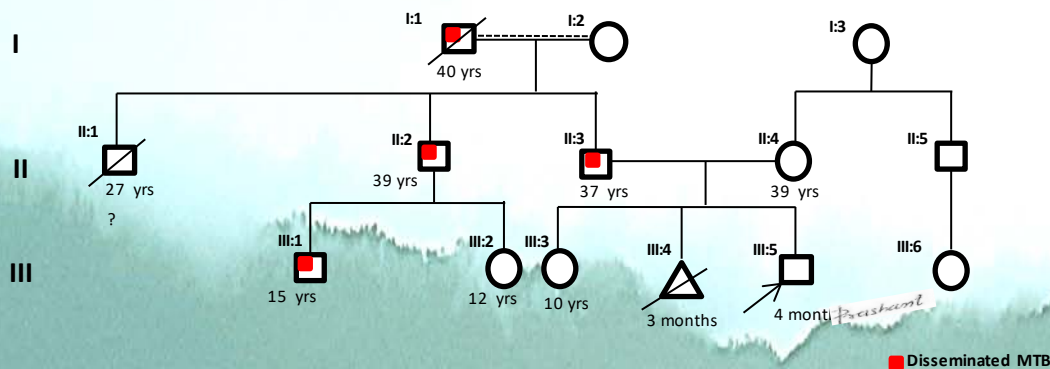 I:1
I:2
I:3
I
40 yrs
II:1
II:2
II:3
II:4
II:5
II
27 yrs
39 yrs
37 yrs
39 yrs
?
III:1
III:2
III:3
III:4
III:5
III:6
III
15 yrs
12 yrs
10 yrs
3 months
4 mont
Prashant
Disseminated MTB